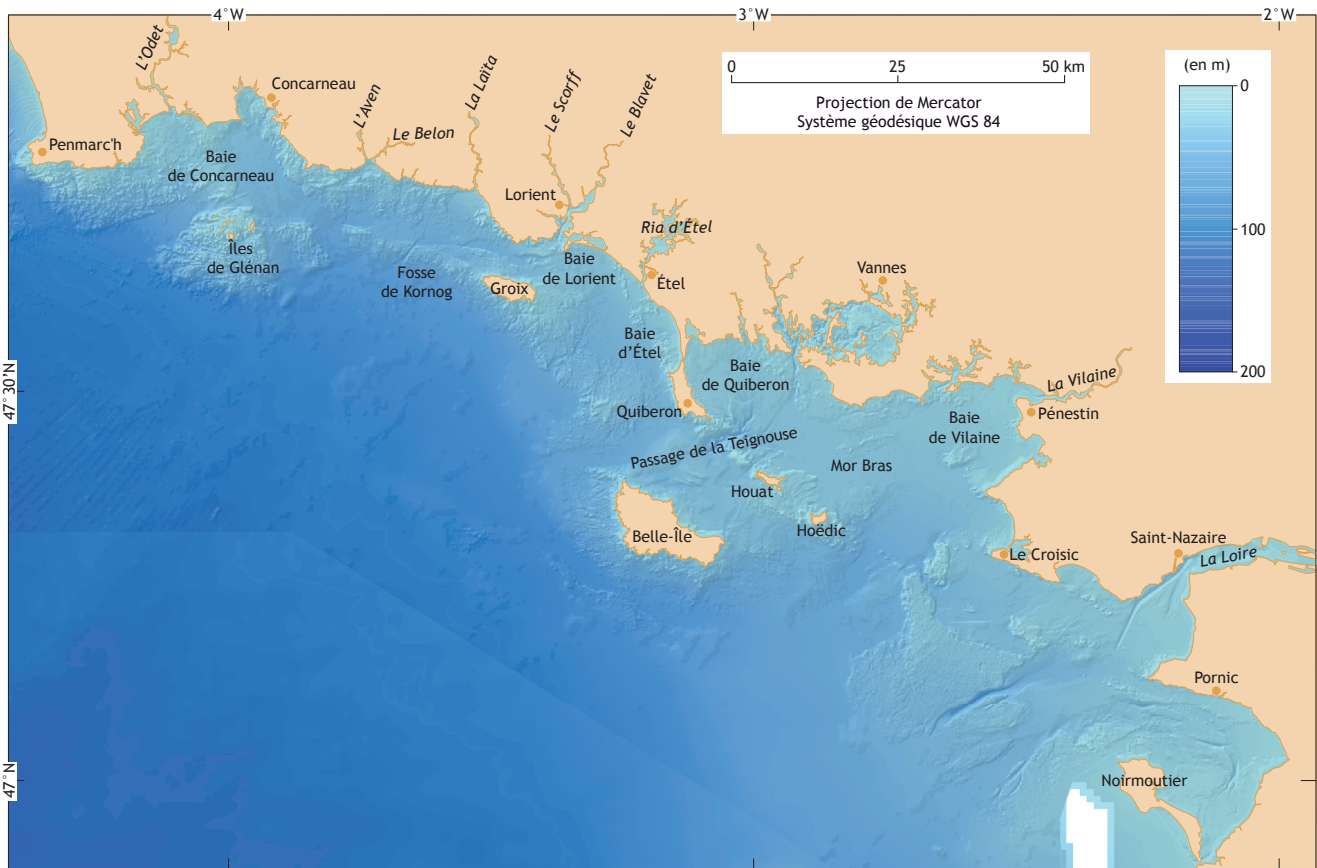 4°W
3°W
2°W
L'Odet
Concarneau
L'Aven
Le Belon
La Laïta
Le Scorff
Le Blavet
0 25 50 km
Projection de Mercator
Système géodésique WGS 84
(en m)
0
100
200
Penmarc'h
Baie
de Concarneau
Lorient
Ria d'Étel
Îles
de Glénan
Fosse
de Kornog
Groix
Baie
de Lorient
Étel
Vannes
Baie
d'Étel
Baie
de Quiberon
47°30'N
Quiberon
La Vilaine
Pénestin
Baie
de Vilaine
Passage de la Teignouse
Mor Bras
Houat
Hoëdic
Belle-Île
Le Croisic
Saint-Nazaire
La Loire
Pornic
47°N
Noirmoutier